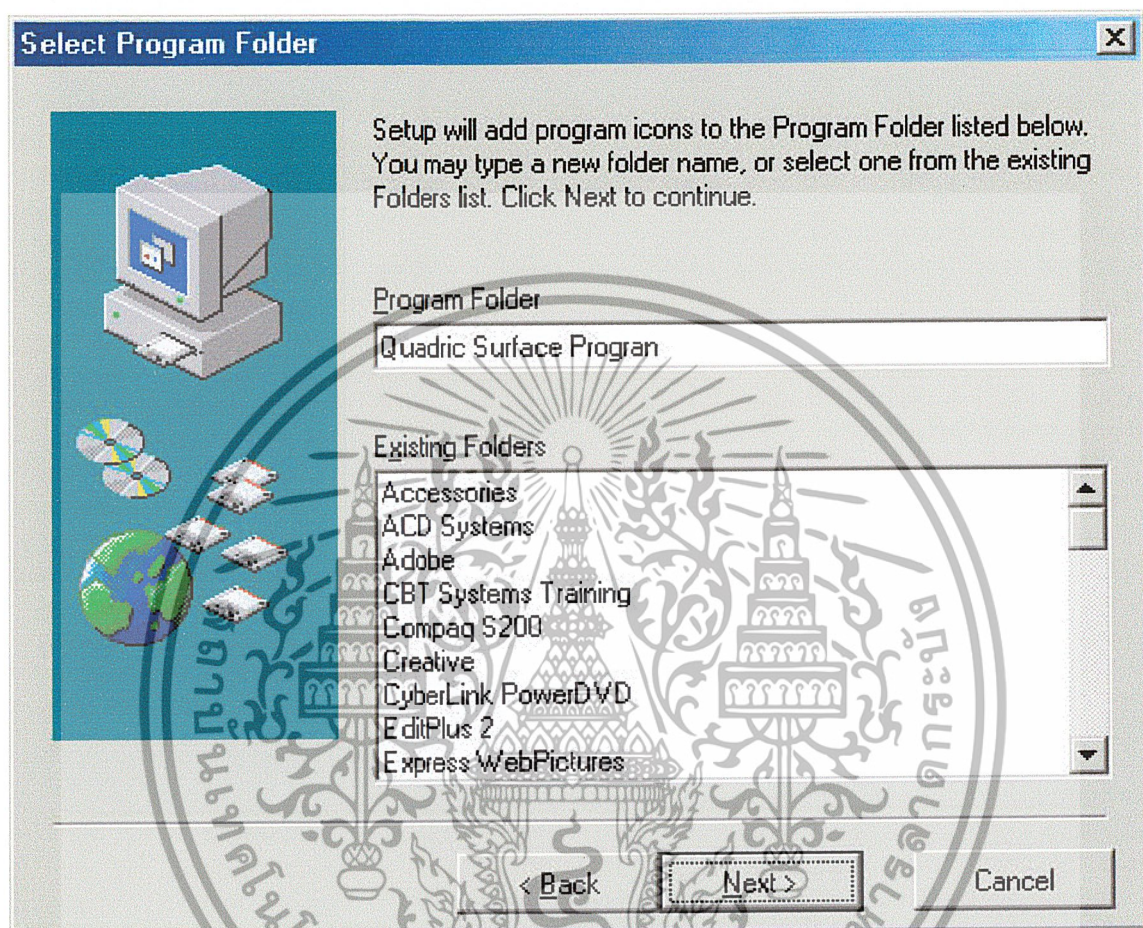 Select Program Folder
Setup will add program icons to the Program Folder listed below.
You may type a new folder name, or select one from the existing
Folders list. Click Next to continue.
Program Folder
Quadric Surface Progran
Existing Folders
Accessories
ACD Systems
Adobe
CBT Systems Training
Compaq S200
Creative
CyberLink PowerDVD
EditPlus 2
Express WebPictures
< Back
Next >
Cancel